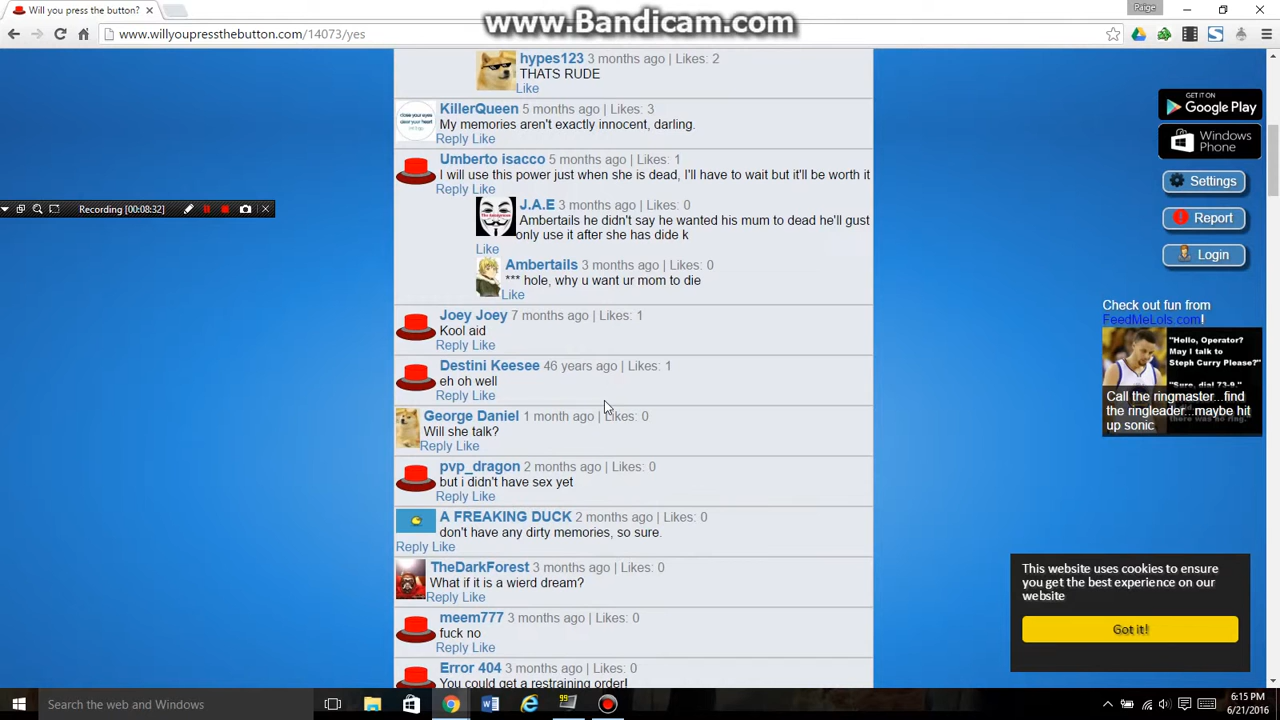 Will you press the button?
www.Bandicam.com
Paige
www.willyoupressthebutton.com/14073/yes
hypes123 3 months ago | Likes: 2
THATS RUDE
Like
KillerQueen 5 months ago | Likes: 3
My memories aren't exactly innocent, darling.
Reply Like
Umberto isacco 5 months ago | Likes: 1
I will use this power just when she is dead, I'll have to wait but it'll be worth it
Reply Like
J.A.E 3 months ago | Likes: 0
Ambertails he didn't say he wanted his mum to dead he'll gust
only use it after she has dide k
Like
Ambertails 3 months ago | Likes: 0
*** hole, why u want ur mom to die
Like
Joey Joey 7 months ago | Likes: 1
Kool aid
Reply Like
Destini Keesee 46 years ago | Likes: 1
eh oh well
Reply Like
George Daniel 1 month ago | Likes: 0
Will she talk?
Reply Like
pvp_dragon 2 months ago | Likes: 0
but i didn't have sex yet
Reply Like
A FREAKING DUCK 2 months ago | Likes: 0
don't have any dirty memories, so sure.
Reply Like
TheDarkForest 3 months ago | Likes: 0
What if it is a wierd dream?
Reply Like
meem777 3 months ago | Likes: 0
fuck no
Reply Like
Error 404 3 months ago | Likes: 0
You could get a restraining order!
Recording [00:08:32]
GET IT ON
Google Play
Windows
Phone
Settings
Report
Login
Check out fun from
FeedMeLols.com!
"Hello, Operator?
May I talk to
Steph Curry Please?"
"Sure, dial 73-9."
Call the ringmaster...find
the ringleader...maybe hit
up sonic
This website uses cookies to ensure
you get the best experience on our
website
Got it!
Search the web and Windows
6:15 PM
6/21/2016